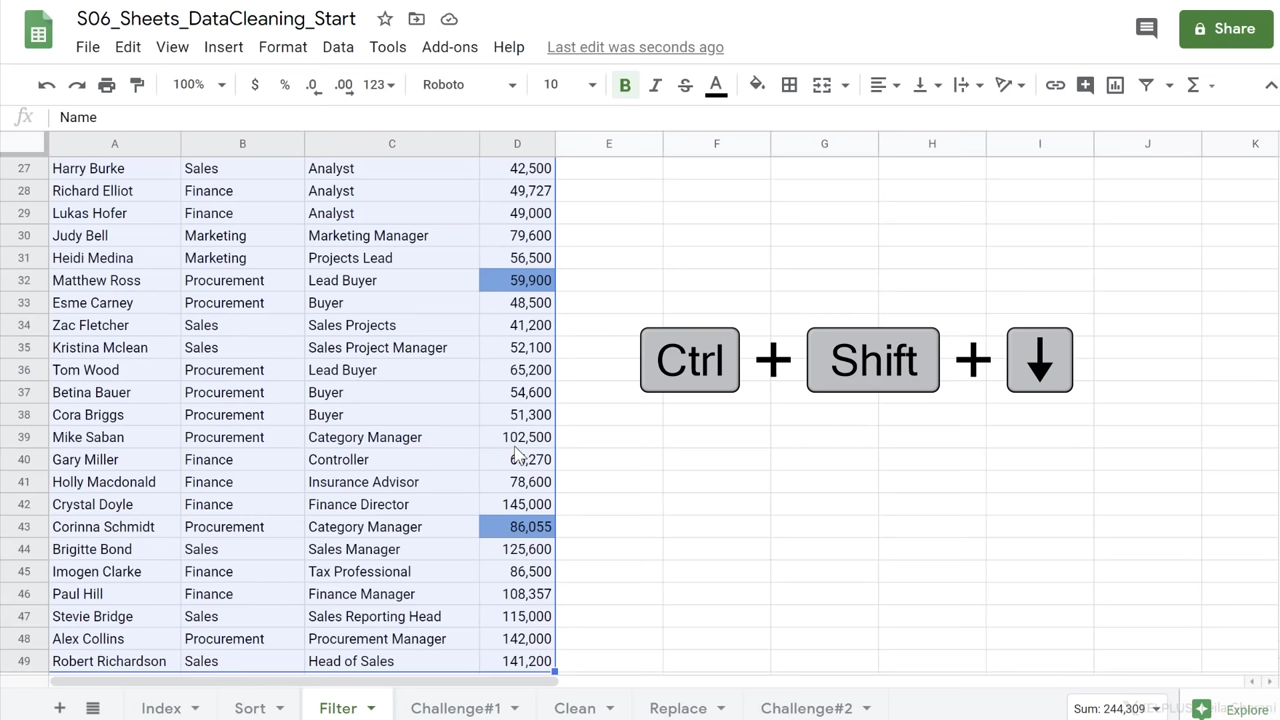 S06_Sheets_DataCleaning_Start
Share
File Edit View Insert Format Data Tools Add-ons Help Last edit was seconds ago
100% $ % .0 .00 123 Roboto 10 B I S A Σ
fx Name
A B C D E F G H I J K
27 Harry Burke Sales Analyst 42,500
28 Richard Elliot Finance Analyst 49,727
29 Lukas Hofer Finance Analyst 49,000
30 Judy Bell Marketing Marketing Manager 79,600
31 Heidi Medina Marketing Projects Lead 56,500
32 Matthew Ross Procurement Lead Buyer 59,900
33 Esme Carney Procurement Buyer 48,500
34 Zac Fletcher Sales Sales Projects 41,200
35 Kristina Mclean Sales Sales Project Manager 52,100
36 Tom Wood Procurement Lead Buyer 65,200
37 Betina Bauer Procurement Buyer 54,600
38 Cora Briggs Procurement Buyer 51,300
39 Mike Saban Procurement Category Manager 102,500
40 Gary Miller Finance Controller
41 Holly Macdonald Finance Insurance Advisor 78,600
42 Crystal Doyle Finance Finance Director 145,000
43 Corinna Schmidt Procurement Category Manager 86,055
44 Brigitte Bond Sales Sales Manager 125,600
45 Imogen Clarke Finance Tax Professional 86,500
46 Paul Hill Finance Finance Manager 108,357
47 Stevie Bridge Sales Sales Reporting Head 115,000
48 Alex Collins Procurement Procurement Manager 142,000
49 Robert Richardson Sales Head of Sales 141,200
Ctrl + Shift + ↓
+ Index Sort Filter Challenge#1 Clean Replace Challenge#2 Sum: 244,309 Explore